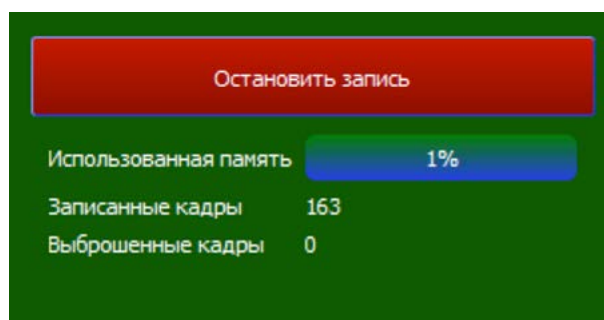 Остановить запись
Использованная память 1%
Записанные кадры 163
Выброшенные кадры 0